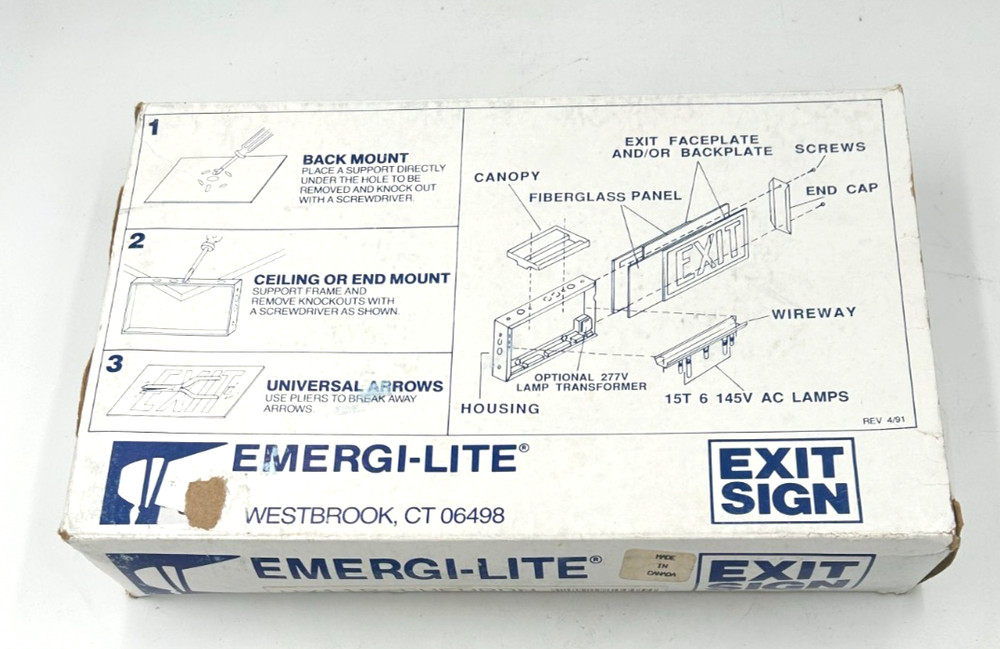 1
BACK MOUNT
PLACE A SUPPORT DIRECTLY
UNDER THE HOLE TO BE
REMOVED AND KNOCK OUT
WITH A SCREWDRIVER.
2
CEILING OR END MOUNT
SUPPORT FRAME AND
REMOVE KNOCKOUTS WITH
A SCREWDRIVER AS SHOWN.
3
EXIT
EXIT
UNIVERSAL ARROWS
USE PLIERS TO BREAK AWAY
ARROWS
EXIT FACEPLATE
AND/OR BACKPLATE
SCREWS
CANOPY
FIBERGLASS PANEL
END CAP
EXIT
WIREWAY
OPTIONAL 277V
LAMP TRANSFORMER
HOUSING
15T 6 145V AC LAMPS
REV 4/91
EMERGI-LITE®
WESTBROOK, CT 06498
EXIT
SIGN
EMERGI-LITE®
MADE
IN
CANADA
EXIT
SIGN